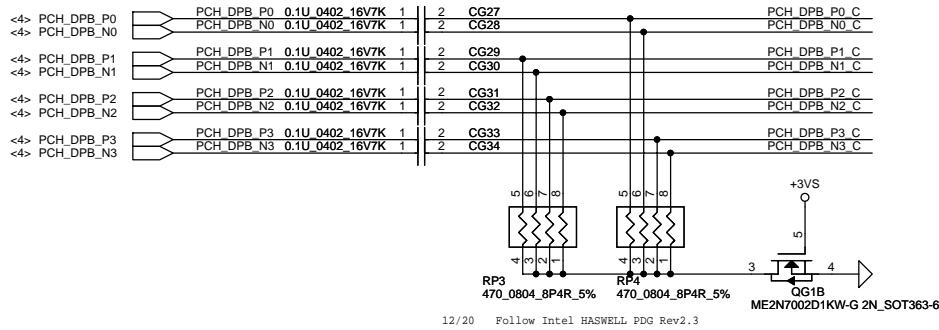 <4> PCH_DPB_P0 PCH_DPB_P0 0.1U_0402_16V7K 1 2 CG27 PCH_DPB_P0_C
<4> PCH_DPB_N0 PCH_DPB_N0 0.1U_0402_16V7K 1 2 CG28 PCH_DPB_N0_C
<4> PCH_DPB_P1 PCH_DPB_P1 0.1U_0402_16V7K 1 2 CG29 PCH_DPB_P1_C
<4> PCH_DPB_N1 PCH_DPB_N1 0.1U_0402_16V7K 1 2 CG30 PCH_DPB_N1_C
<4> PCH_DPB_P2 PCH_DPB_P2 0.1U_0402_16V7K 1 2 CG31 PCH_DPB_P2_C
<4> PCH_DPB_N2 PCH_DPB_N2 0.1U_0402_16V7K 1 2 CG32 PCH_DPB_N2_C
<4> PCH_DPB_P3 PCH_DPB_P3 0.1U_0402_16V7K 1 2 CG33 PCH_DPB_P3_C
<4> PCH_DPB_N3 PCH_DPB_N3 0.1U_0402_16V7K 1 2 CG34 PCH_DPB_N3_C
+3VS
5 6 7 8 5 6 7 8
5
4 3 2 1 4 3 2 1
3 4
RP3 RP4 QG1B
470_0804_8P4R_5% 470_0804_8P4R_5% ME2N7002D1KW-G 2N_SOT363-6
12/20 Follow Intel HASWELL PDG Rev2.3